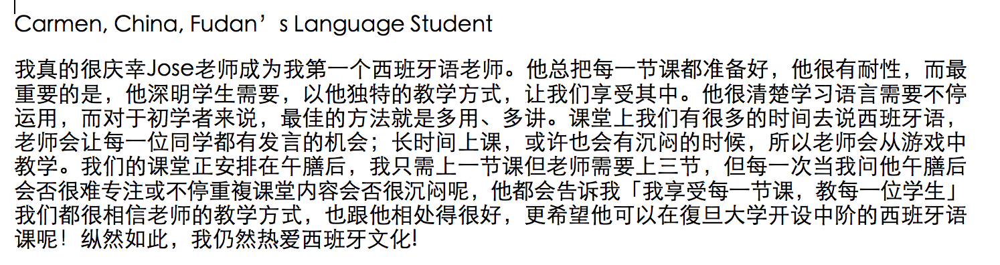 Carmen, China, Fudan’s Language Student
我真的很庆幸Jose老师成为我第一个西班牙语老师。他总把每一节课都准备好，他很有耐性，而最
重要的是，他深明学生需要，以他独特的教学方式，让我们享受其中。他很清楚学习语言需要不停
运用，而对于初学者来说，最佳的方法就是多用、多讲。课堂上我们有很多的时间去说西班牙语，
老师会让每一位同学都有发言的机会；长时间上课，或许也会有沉闷的时候，所以老师会从游戏中
教学。我们的课堂正安排在午膳后，我只需上一节课但老师需要上三节，但每一次当我问他午膳后
会否很难专注或不停重複课堂内容会否很沉闷呢，他都会告诉我「我享受每一节课，教每一位学生」
我们都很相信老师的教学方式，也跟他相处得很好，更希望他可以在復旦大学开设中阶的西班牙语
课呢！纵然如此，我仍然热爱西班牙文化!